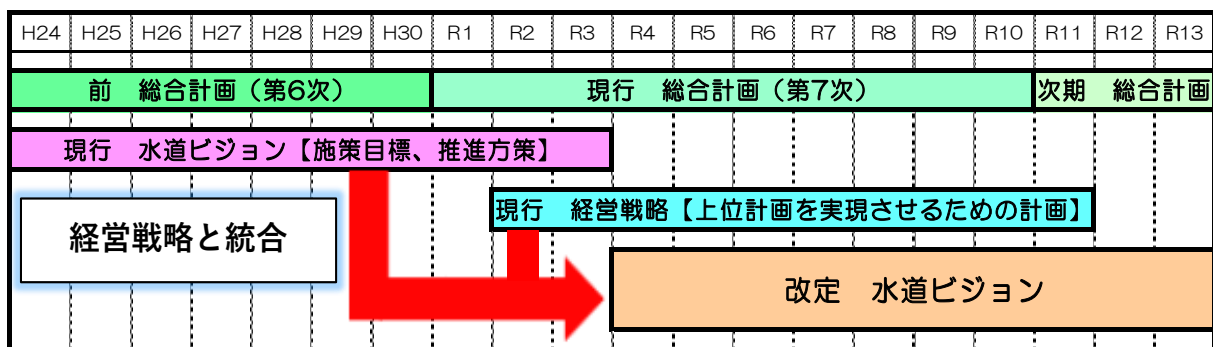 H24 H25 H26 H27 H28 H29 H30 R1 R2 R3 R4 R5 R6 R7 R8 R9 R10 R11 R12 R13
前　総合計画（第6次） 現行　総合計画（第7次） 次期　総合計画
現行　水道ビジョン【施策目標、推進方策】
現行　経営戦略【上位計画を実現させるための計画】
経営戦略と統合
改定　水道ビジョン